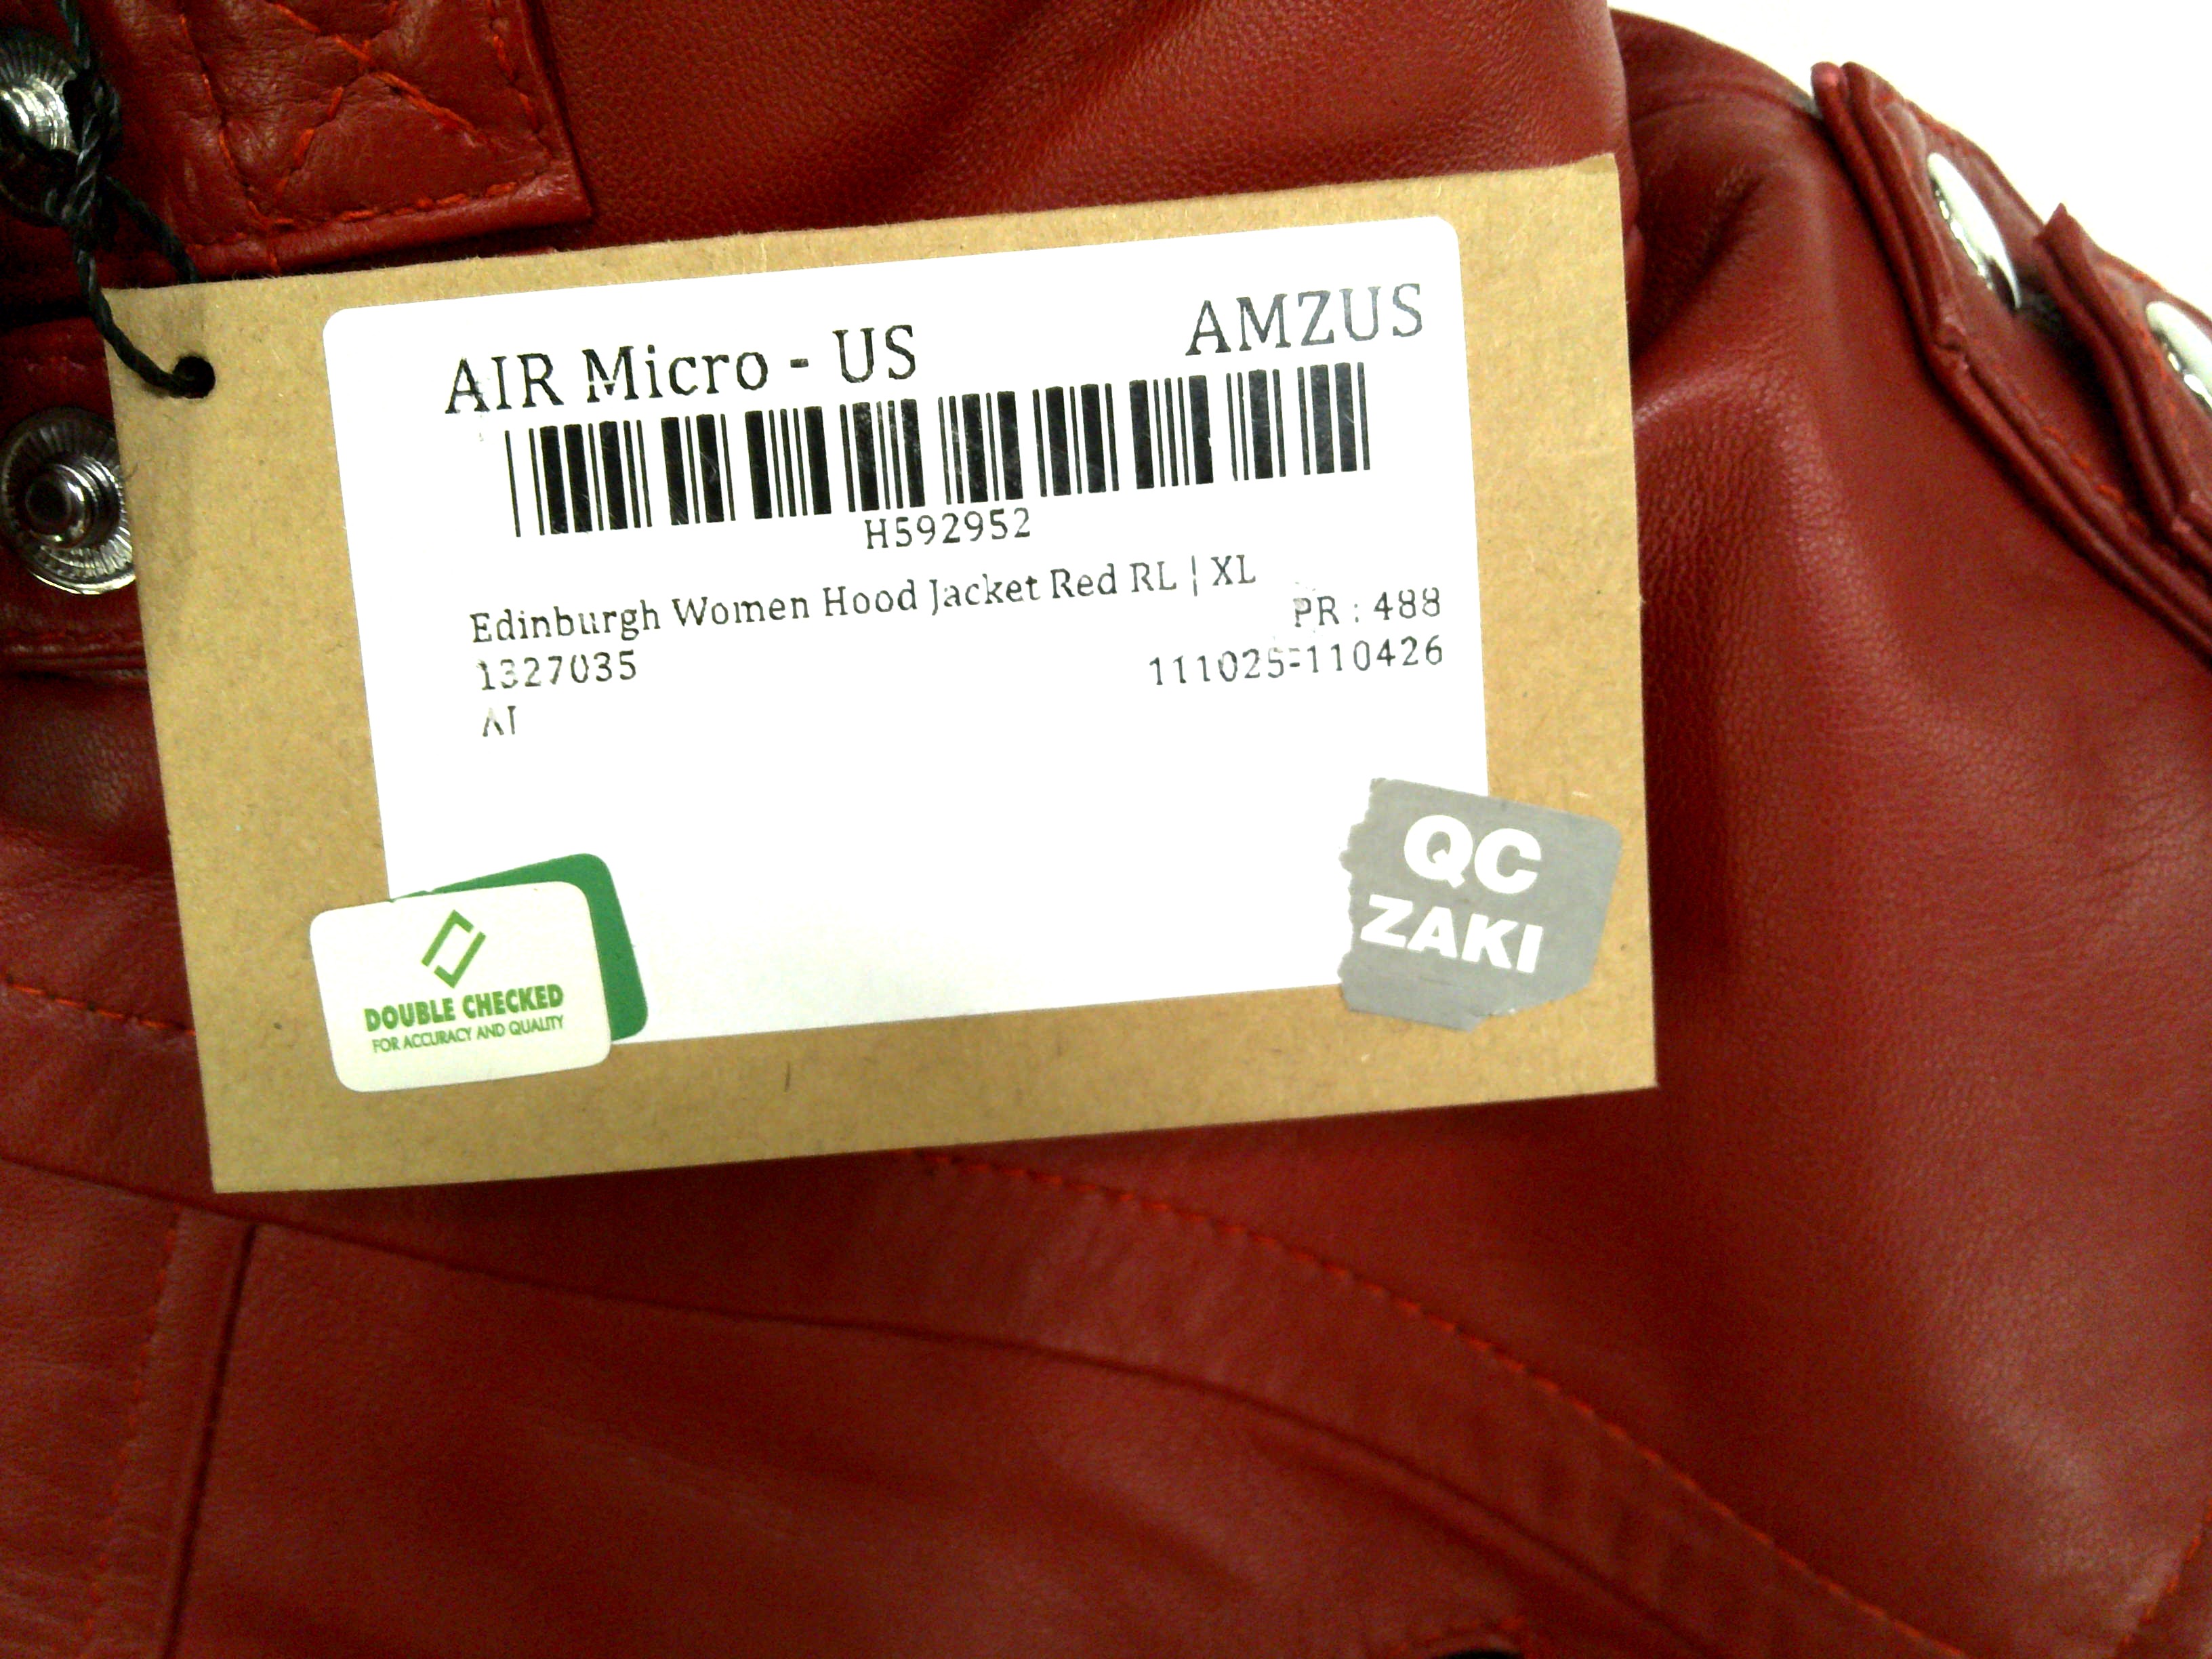 AIR Micro - US
AMZUS
H592952
Edinburgh Women Hood Jacket Red RL | XL
PR : 488
1327035
111025-110426
AI
DOUBLE CHECKED
FOR ACCURACY AND QUALITY
QC
ZAKI